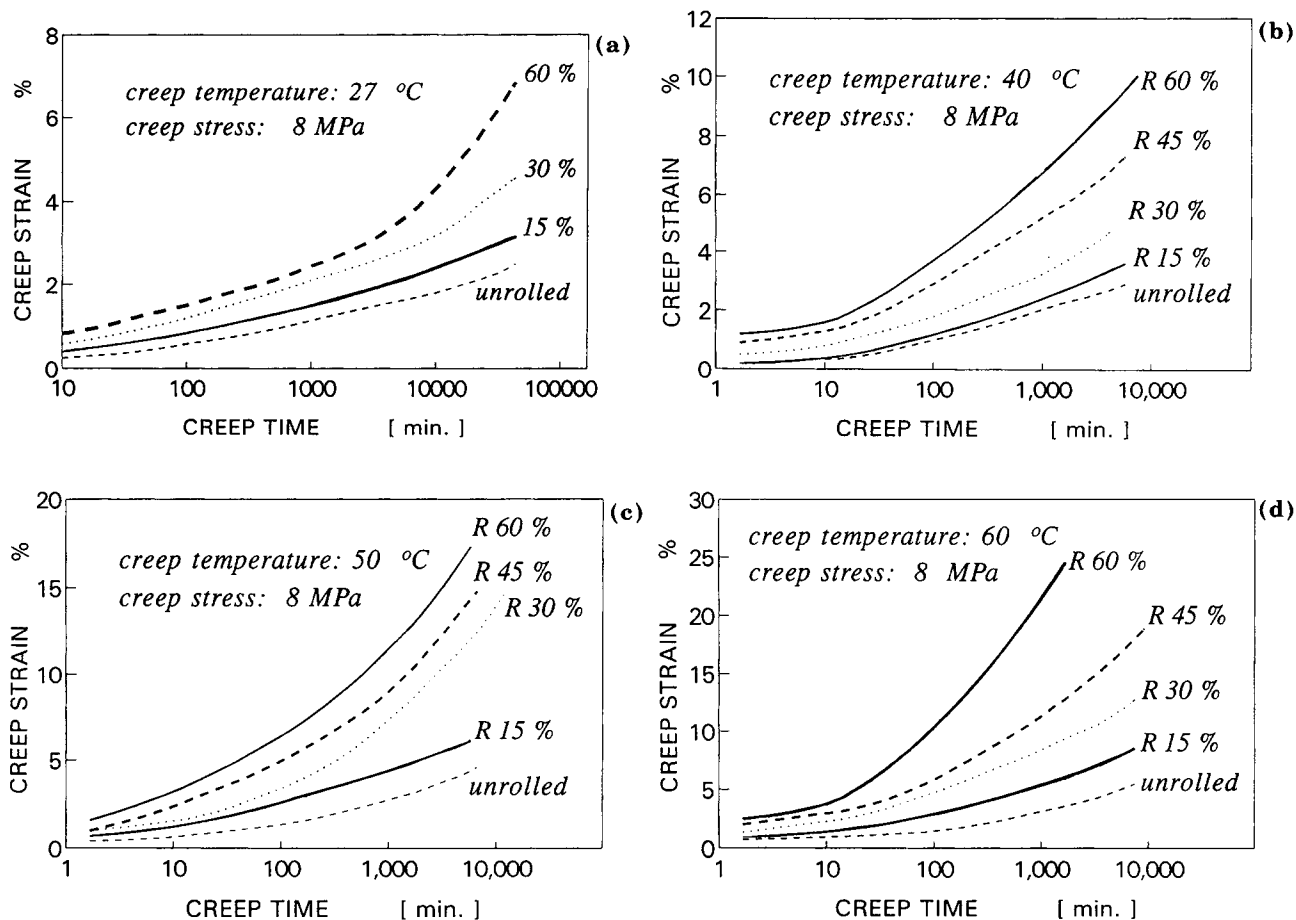 (a)
8
6
4
2
0
%
CREEP STRAIN
creep temperature: 27 °C
creep stress: 8 MPa
60 %
30 %
15 %
unrolled
10 100 1000 10000 100000
CREEP TIME [ min. ]
(b)
12
10
8
6
4
2
0
%
CREEP STRAIN
creep temperature: 40 °C
creep stress: 8 MPa
R 60 %
R 45 %
R 30 %
R 15 %
unrolled
1 10 100 1,000 10,000
CREEP TIME [ min. ]
(c)
20
15
10
5
0
%
CREEP STRAIN
creep temperature: 50 °C
creep stress: 8 MPa
R 60 %
R 45 %
R 30 %
R 15 %
unrolled
1 10 100 1,000 10,000
CREEP TIME [ min. ]
(d)
30
25
20
15
10
5
0
%
CREEP STRAIN
creep temperature: 60 °C
creep stress: 8 MPa
R 60 %
R 45 %
R 30 %
R 15 %
unrolled
1 10 100 1,000 10,000
CREEP TIME [ min. ]